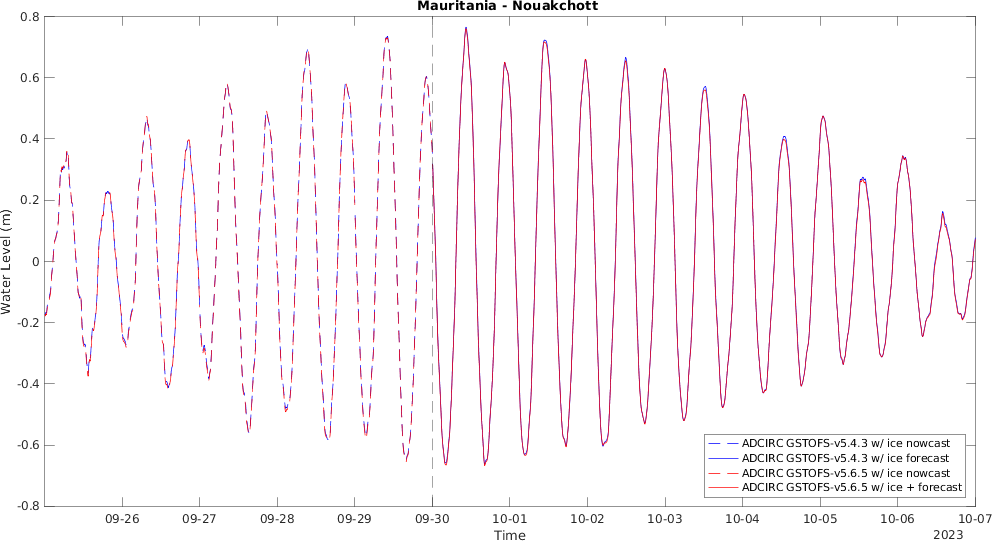 Mauritania - Nouakchott
0.8
0.6
0.4
0.2
0
-0.2
-0.4
-0.6
-0.8
Water Level (m)
09-26 09-27 09-28 09-29 09-30 10-01 10-02 10-03 10-04 10-05 10-06 10-07
Time
2023
ADCIRC GSTOFS-v5.4.3 w/ ice nowcast
ADCIRC GSTOFS-v5.4.3 w/ ice forecast
ADCIRC GSTOFS-v5.6.5 w/ ice nowcast
ADCIRC GSTOFS-v5.6.5 w/ ice + forecast